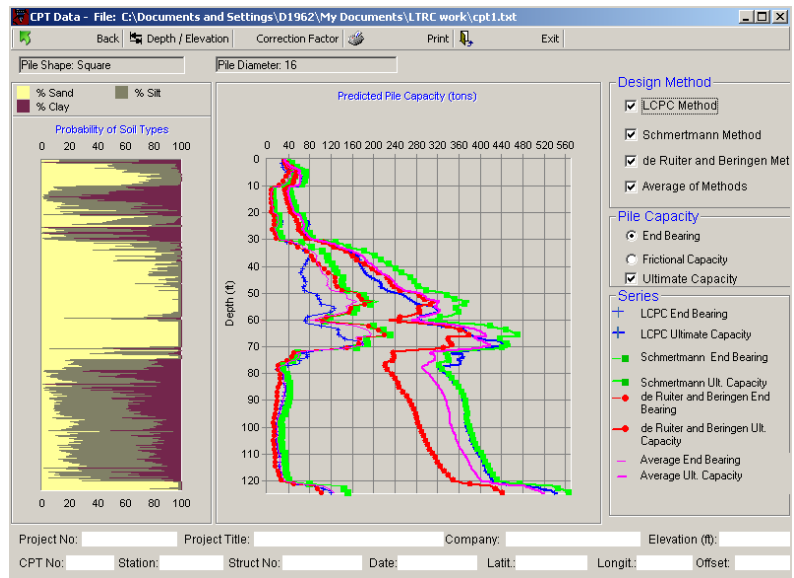 CPT Data - File: C:\Documents and Settings\D1962\My Documents\LTRC work\cpt1.txt
Back Depth / Elevation Correction Factor Print Exit
Pile Shape: Square Pile Diameter: 16
% Sand % Silt
% Clay
Probability of Soil Types
0 20 40 60 80 100
0 20 40 60 80 100
Predicted Pile Capacity (tons)
0 40 80 120 160 200 240 280 320 360 400 440 480 520 560
Depth (ft)
0
10
20
30
40
50
60
70
80
90
100
110
120
Design Method
LCPC Method
Schmertmann Method
de Ruiter and Beringen Met
Average of Methods
Pile Capacity
End Bearing
Frictional Capacity
Ultimate Capacity
Series
LCPC End Bearing
LCPC Ultimate Capacity
Schmertmann End Bearing
Schmertmann Ult. Capacity
de Ruiter and Beringen End
Bearing
de Ruiter and Beringen Ult.
Capacity
Average End Bearing
Average Ult. Capacity
Project No: Project Title: Company: Elevation (ft):
CPT No: Station: Struct No: Date: Latit.: Longit.: Offset: